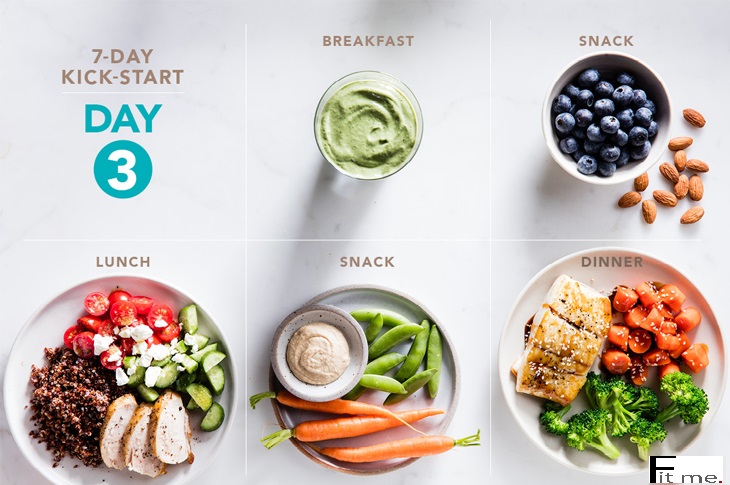 7-DAY
KICK-START
DAY
3
BREAKFAST
SNACK
LUNCH
SNACK
DINNER
Fit me.